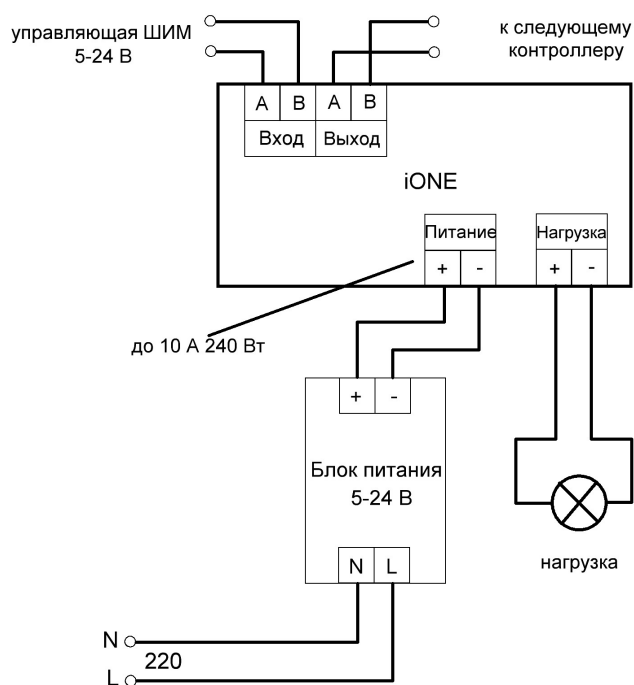 управляющая ШИМ
5-24 В
к следующему
контроллеру
A B A B
Вход Выход
iONE
Питание Нагрузка
+ - + -
до 10 А 240 Вт
+ -
Блок питания
5-24 В
N L
нагрузка
N
220
L